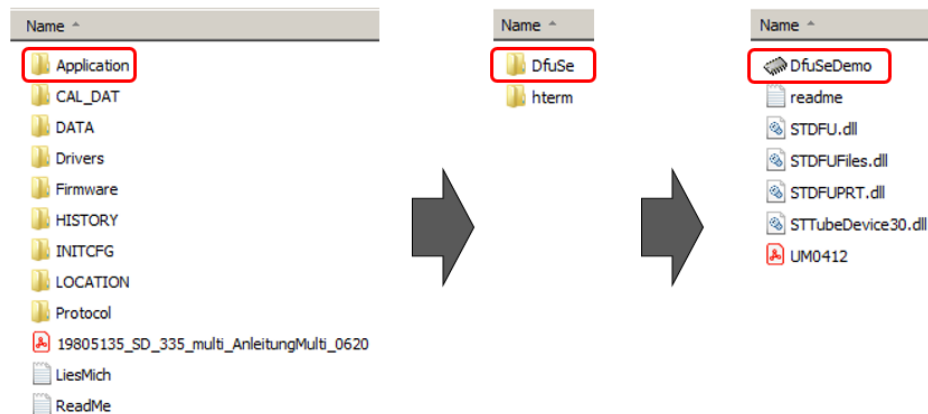 Name
Application
CAL_DAT
DATA
Drivers
Firmware
HISTORY
INITCFG
LOCATION
Protocol
19805135_SD_335_multi_AnleitungMulti_0620
LiesMich
ReadMe
Name
DfuSe
hterm
Name
DfuSeDemo
readme
STDFU.dll
STDFUFiles.dll
STDFUPRT.dll
STTubeDevice30.dll
UM0412